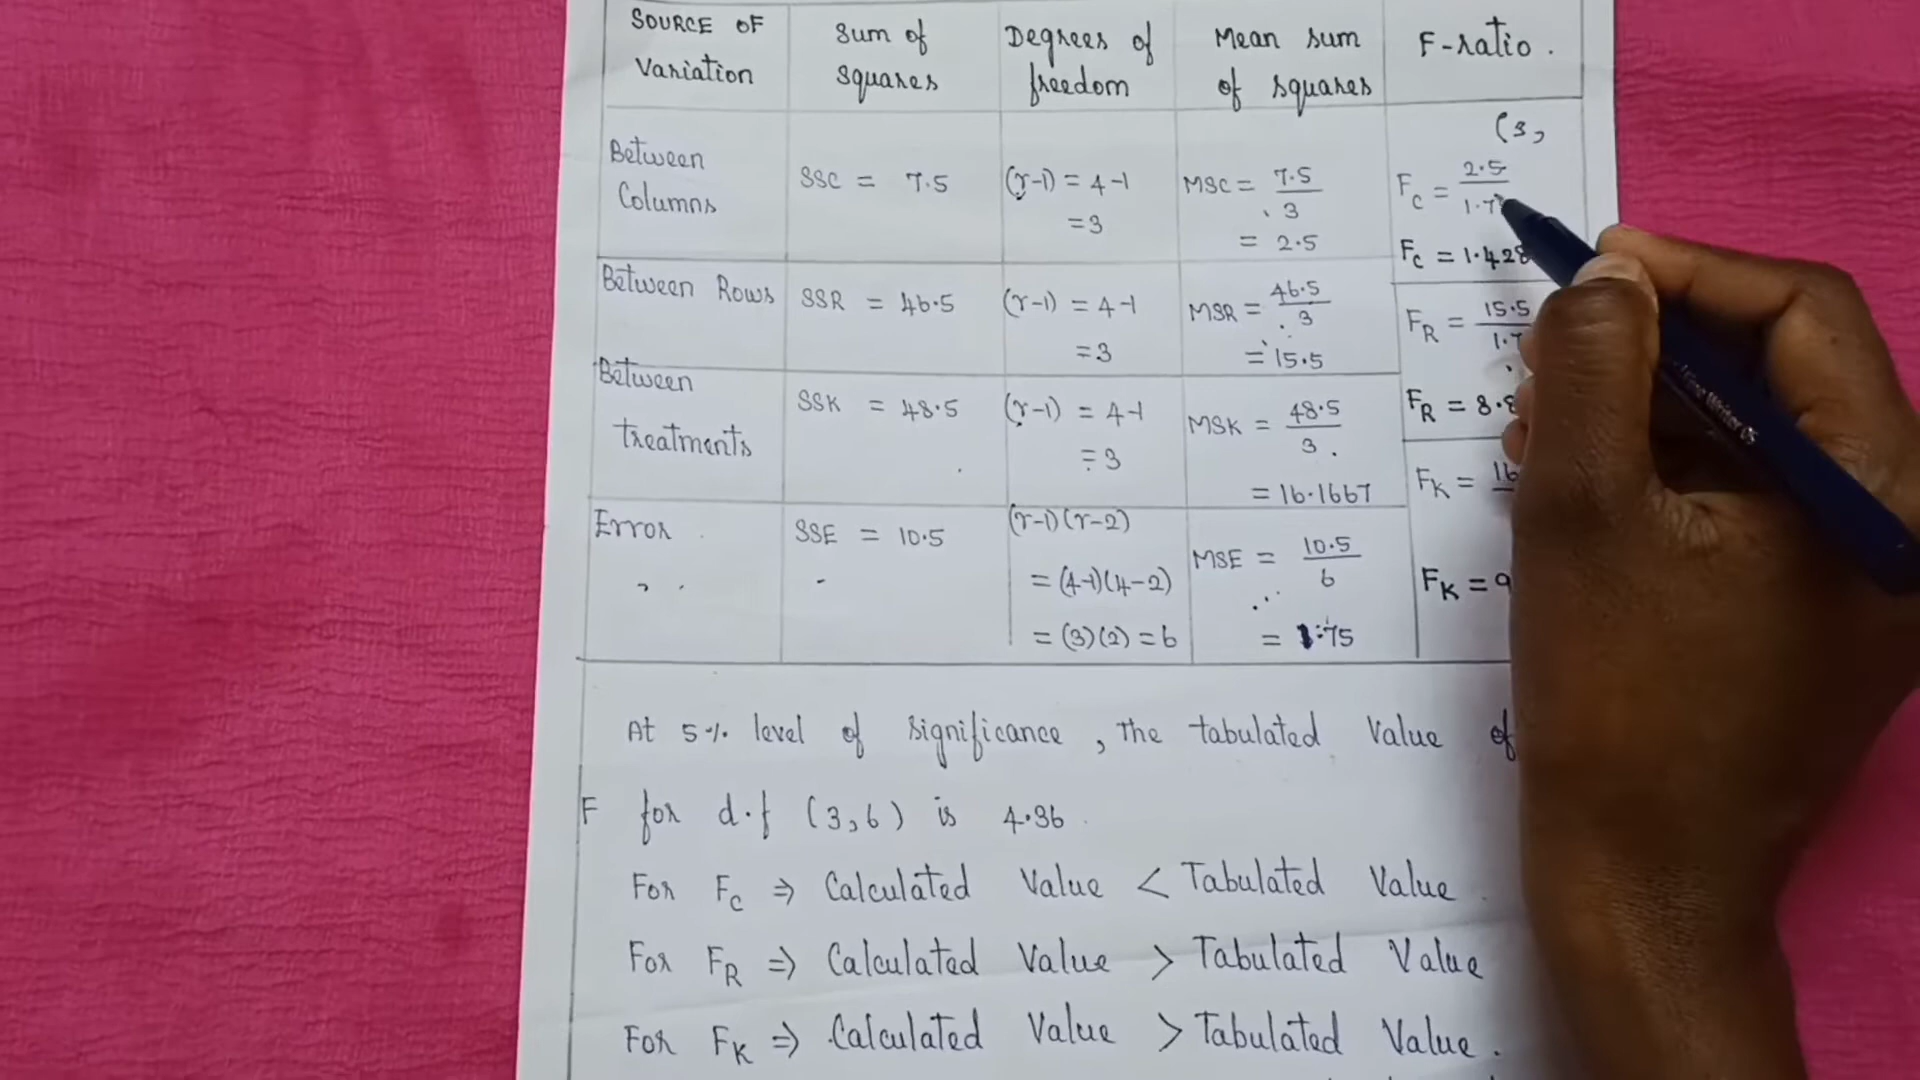 SOURCE OF Variation
Sum of squares
Degrees of freedom
Mean sum of squares
F-ratio.
Between Columns
SSC = 7.5
(r-1) = 4-1
=3
MSC = 7.5/3
= 2.5
(3,
Fc = 2.5/1.7
Fc = 1.428
Between Rows
SSR = 46.5
(r-1) = 4-1
=3
MSR = 46.5/3
= 15.5
FR = 15.5/1.7
FR = 8.8
Between treatments
SSK = 48.5
(r-1) = 4-1
=3
MSK = 48.5/3
= 16.1667
FK = 16
FK = 9
Error
SSE = 10.5
(r-1)(r-2)
= (4-1)(4-2)
= (3)(2) = 6
MSE = 10.5/6
= 1.75
At 5% level of significance, the tabulated Value of
F for d.f (3,6) is 4.36
For Fc ⇒ Calculated Value < Tabulated Value.
For FR ⇒ Calculated Value > Tabulated Value
For FK ⇒ Calculated Value > Tabulated Value.